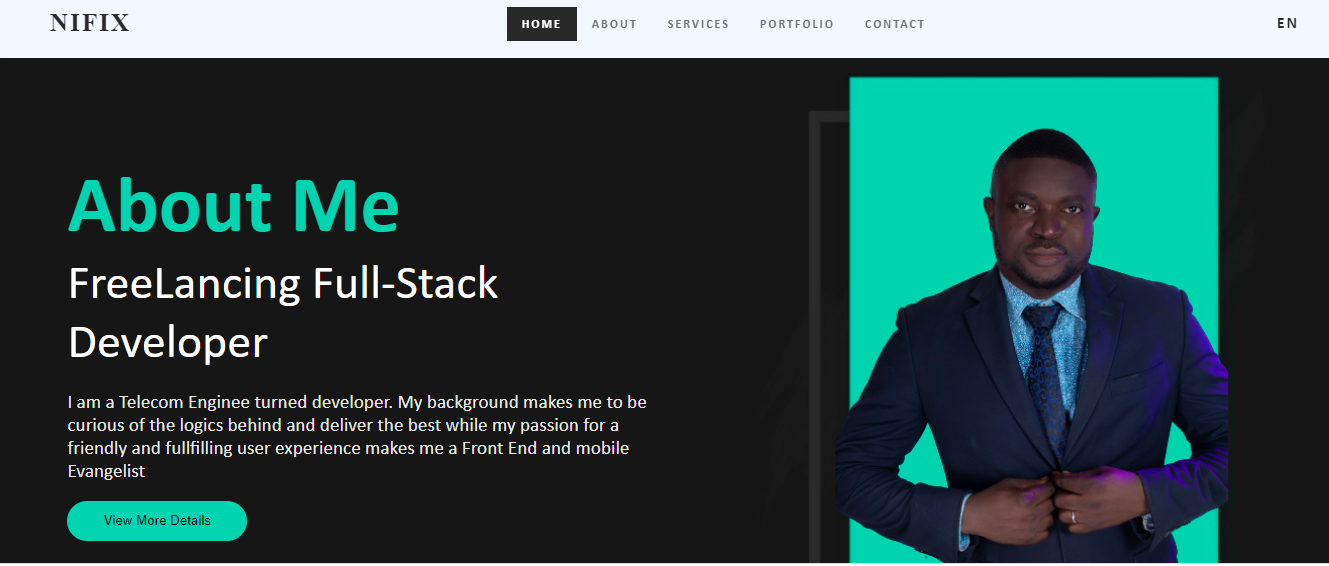 NIFIX
HOME ABOUT SERVICES PORTFOLIO CONTACT
EN
About Me
FreeLancing Full-Stack
Developer
I am a Telecom Enginee turned developer. My background makes me to be
curious of the logics behind and deliver the best while my passion for a
friendly and fullfilling user experience makes me a Front End and mobile
Evangelist
View More Details